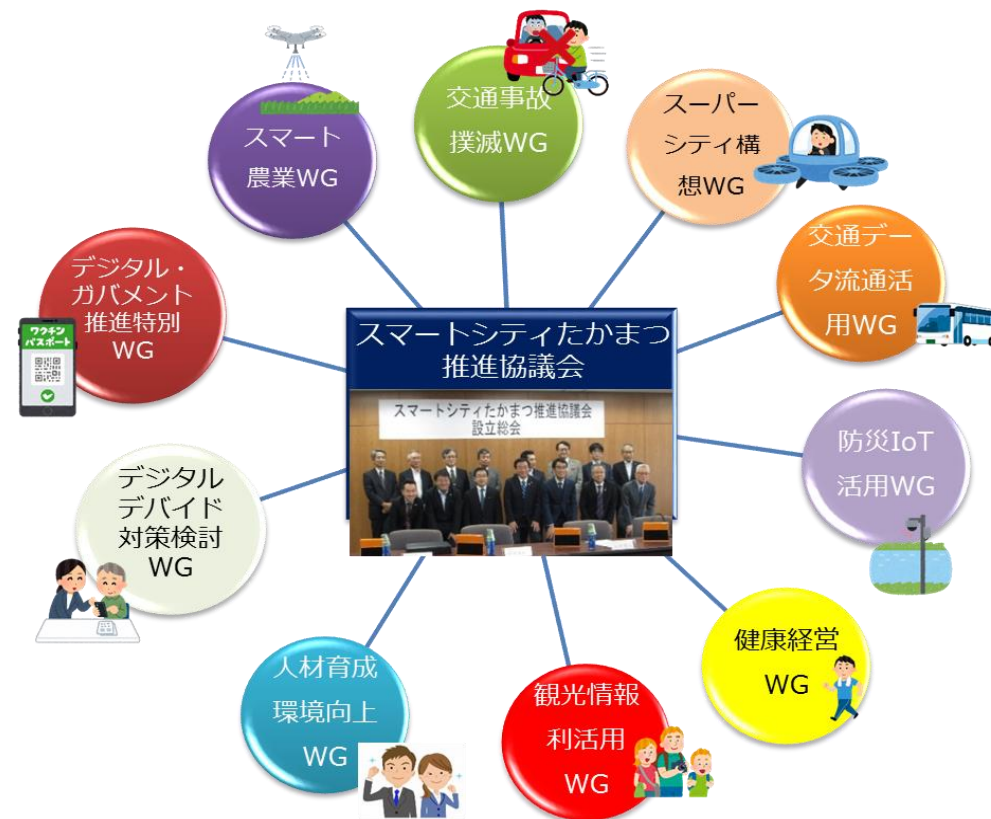 交通事故
撲滅WG
スーパー
シティ構
想WG
交通デー
タ流通活
用WG
防災IoT
活用WG
健康経営
WG
観光情報
利活用
WG
人材育成
環境向上
WG
デジタル
デバイド
対策検討
WG
デジタル・
ガバメント
推進特別
WG
ワクチン
パスポート
スマート
農業WG
スマートシティたかまつ
推進協議会
スマートシティたかまつ推進協議会
設立総会